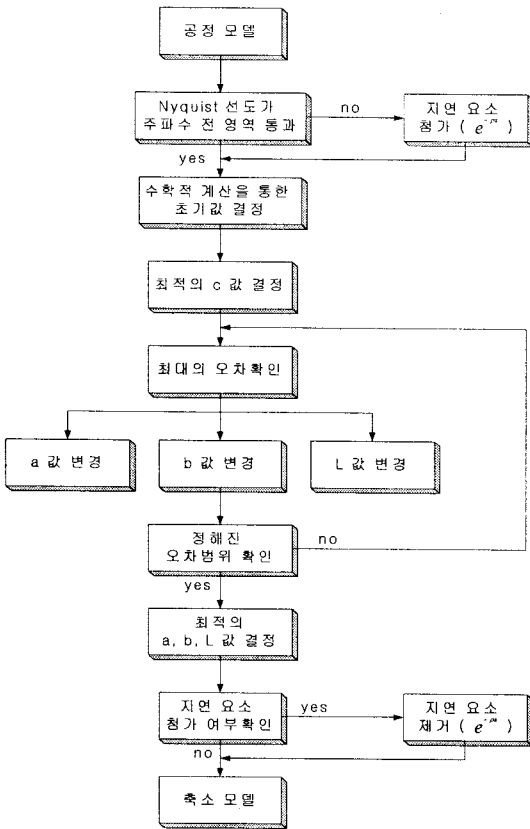 공정 모델
Nyquist 선도가
주파수 전 영역 통과
no
지연 요소
첨가 ( e^-ρs )
yes
수학적 계산을 통한
초기값 결정
최적의 c 값 결정
최대의 오차확인
a 값 변경
b 값 변경
L 값 변경
정해진
오차범위 확인
no
yes
최적의
a, b, L 값 결정
지연 요소
첨가 여부확인
yes
지연 요소
제거 ( e^-ρs )
no
축소 모델